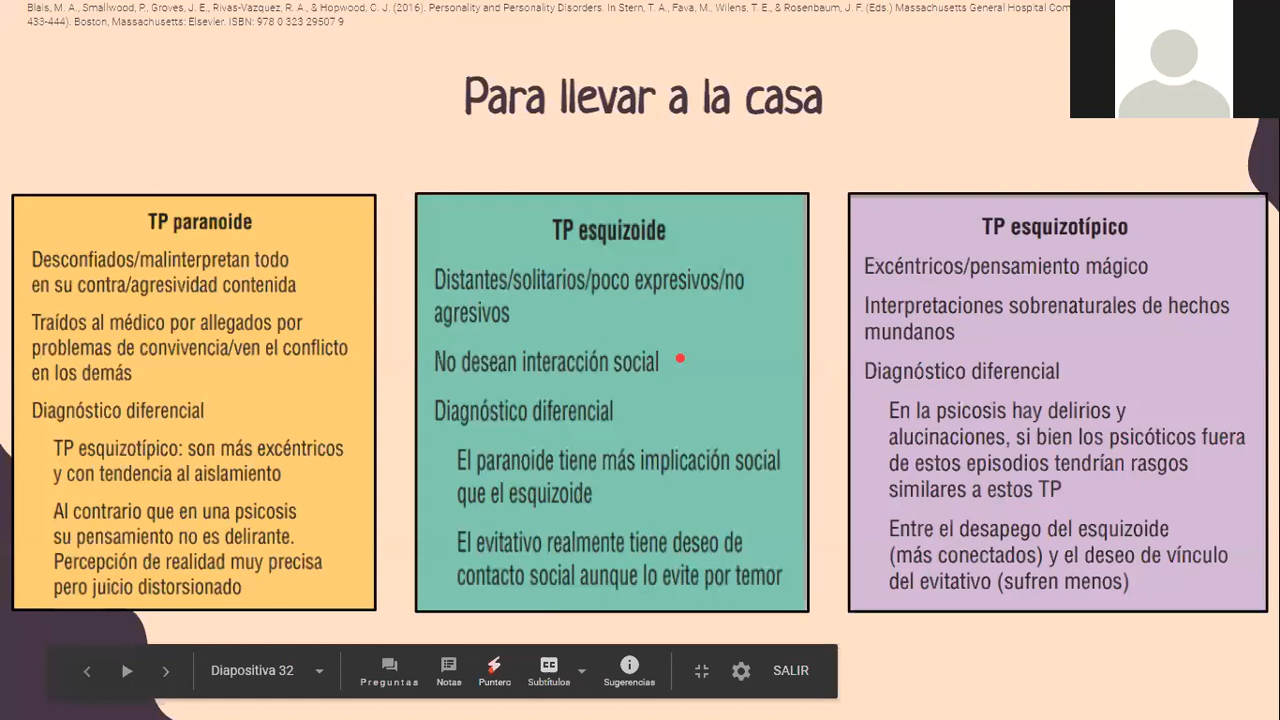 Blais, M. A., Smallwood, P., Groves, J. E., Rivas-Vazquez, R. A., & Hopwood, C. J. (2016). Personality and Personality Disorders. In Stern, T. A., Fava, M., Wilens, T. E., & Rosenbaum, J. F. (Eds.) Massachusetts General Hospital Com
433-444). Boston, Massachusetts: Elsevier. ISBN: 978 0 323 29507 9
Para llevar a la casa
TP paranoide
Desconfiados/malinterpretan todo
en su contra/agresividad contenida
Traídos al médico por allegados por
problemas de convivencia/ven el conflicto
en los demás
Diagnóstico diferencial
TP esquizotípico: son más excéntricos
y con tendencia al aislamiento
Al contrario que en una psicosis
su pensamiento no es delirante.
Percepción de realidad muy precisa
pero juicio distorsionado
TP esquizoide
Distantes/solitarios/poco expresivos/no
agresivos
No desean interacción social
Diagnóstico diferencial
El paranoide tiene más implicación social
que el esquizoide
El evitativo realmente tiene deseo de
contacto social aunque lo evite por temor
TP esquizotípico
Excéntricos/pensamiento mágico
Interpretaciones sobrenaturales de hechos
mundanos
Diagnóstico diferencial
En la psicosis hay delirios y
alucinaciones, si bien los psicóticos fuera
de estos episodios tendrían rasgos
similares a estos TP
Entre el desapego del esquizoide
(más conectados) y el deseo de vínculo
del evitativo (sufren menos)
Diapositiva 32
Preguntas
Notas
Puntero
CC
Subtítulos
Sugerencias
SALIR